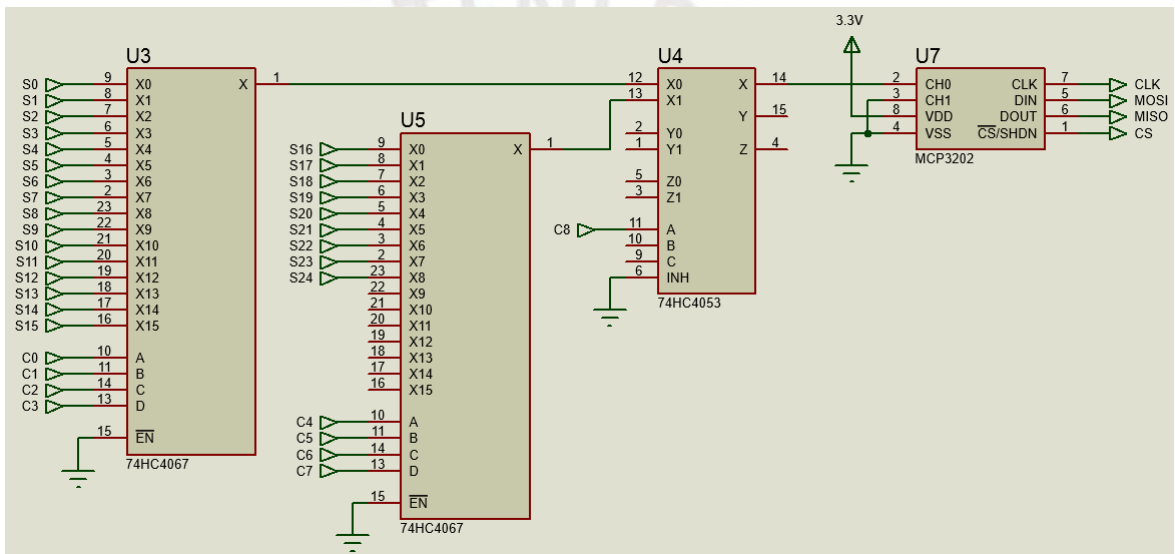 3.3V
U3
S0 9 X0 X 1
S1 8 X1
S2 7 X2
S3 6 X3
S4 5 X4
S5 4 X5
S6 3 X6
S7 2 X7
S8 23 X8
S9 22 X9
S10 21 X10
S11 20 X11
S12 19 X12
S13 18 X13
S14 17 X14
S15 16 X15
C0 10 A
C1 11 B
C2 14 C
C3 13 D
15 EN
74HC4067
U5
S16 9 X0 X 1
S17 8 X1
S18 7 X2
S19 6 X3
S20 5 X4
S21 4 X5
S22 3 X6
S23 2 X7
S24 23 X8
22 X9
21 X10
20 X11
19 X12
18 X13
17 X14
16 X15
C4 10 A
C5 11 B
C6 14 C
C7 13 D
15 EN
74HC4067
U4
12 X0 X 14
13 X1
Y 15
2 Y0
1 Y1 Z 4
5 Z0
3 Z1
C8 11 A
10 B
9 C
6 INH
74HC4053
U7
2 CH0 CLK 7 CLK
3 CH1 DIN 5 MOSI
8 VDD DOUT 6 MISO
4 VSS CS/SHDN 1 CS
MCP3202